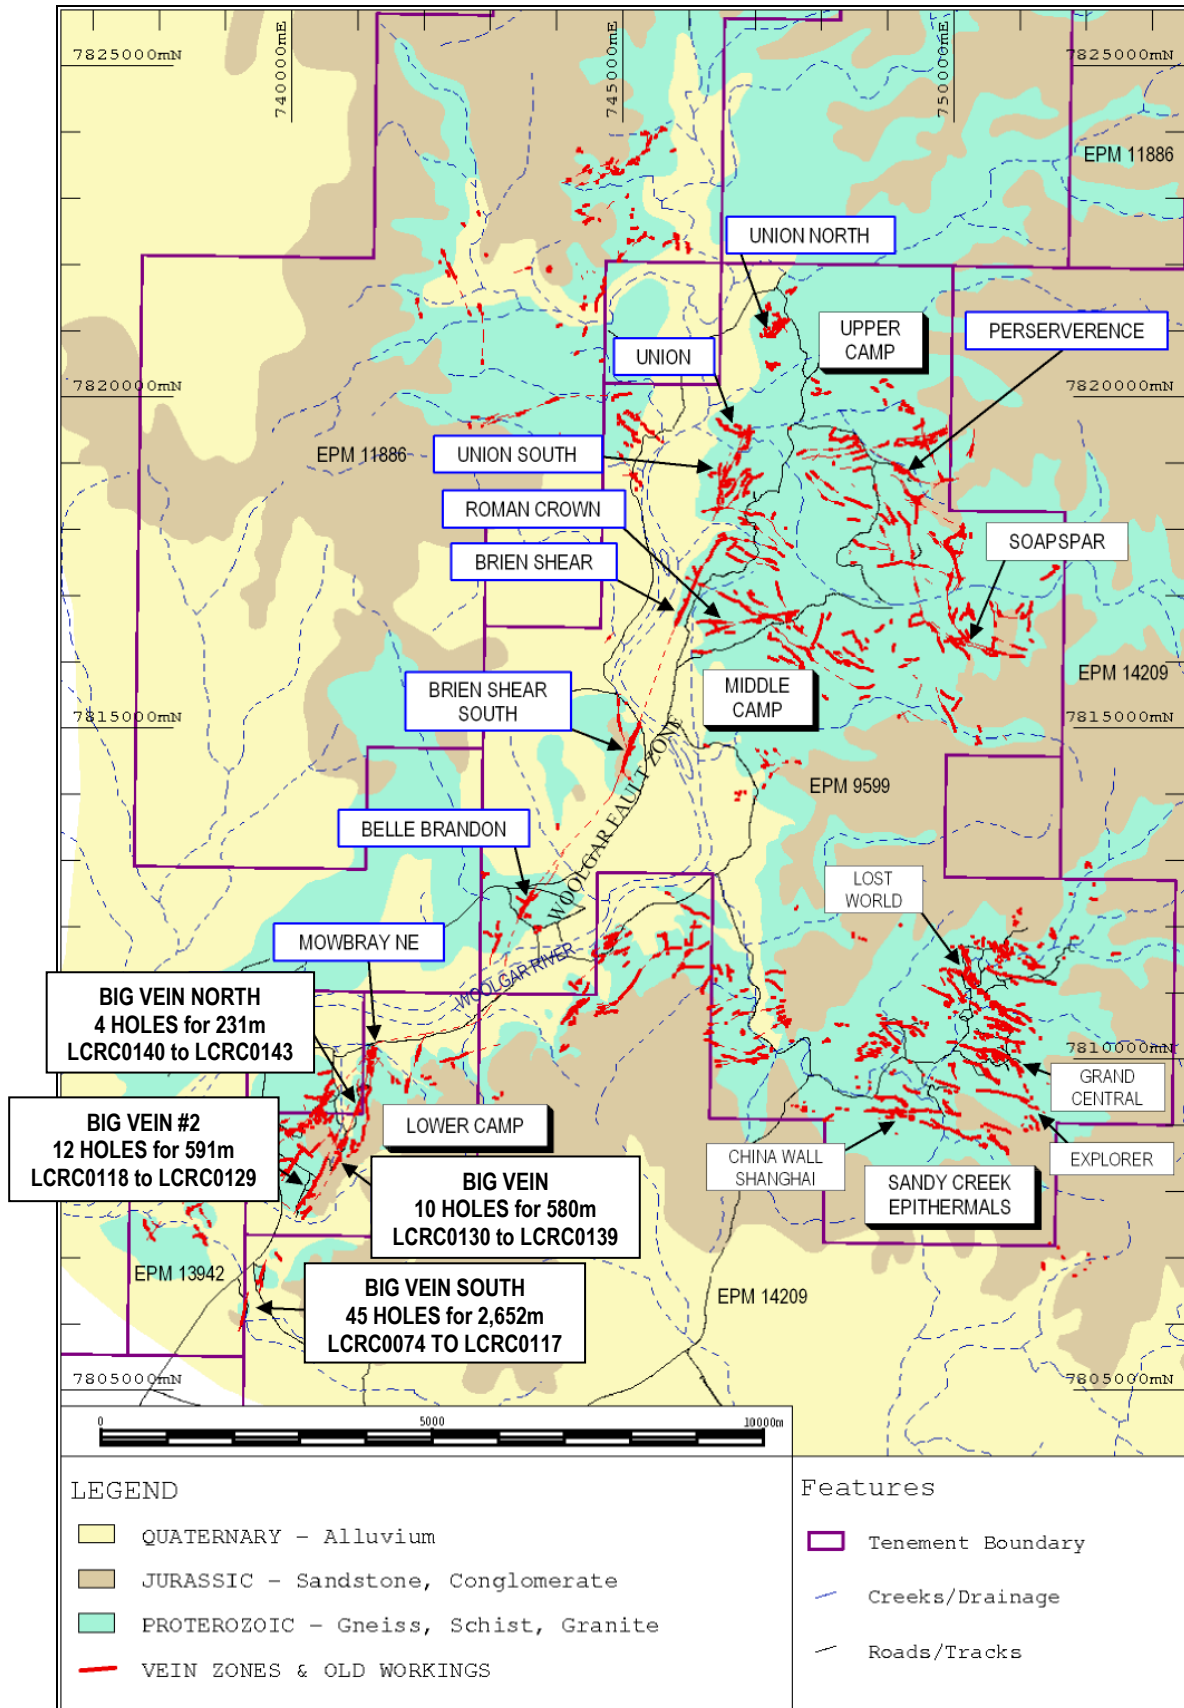 7825000mN
740000mE
745000mE
750000mE
7825000mN
EPM 11886
UNION NORTH
UPPER
CAMP
PERSERVERENCE
UNION
7820000mN
7820000mN
EPM 11886
UNION SOUTH
ROMAN CROWN
SOAPSPAR
BRIEN SHEAR
EPM 14209
BRIEN SHEAR
SOUTH
MIDDLE
CAMP
7815000mN
7815000mN
WOOLGAR FAULT ZONE
EPM 9599
BELLE BRANDON
LOST
WORLD
MOWBRAY NE
WOOLGAR RIVER
BIG VEIN NORTH
4 HOLES for 231m
LCRC0140 to LCRC0143
7810000mN
GRAND
CENTRAL
BIG VEIN #2
12 HOLES for 591m
LCRC0118 to LCRC0129
LOWER CAMP
CHINA WALL
SHANGHAI
EXPLORER
BIG VEIN
10 HOLES for 580m
LCRC0130 to LCRC0139
SANDY CREEK
EPITHERMALS
EPM 13942
BIG VEIN SOUTH
45 HOLES for 2,652m
LCRC0074 TO LCRC0117
EPM 14209
7805000mN
7805000mN
0
5000
10000m
LEGEND
QUATERNARY – Alluvium
JURASSIC – Sandstone, Conglomerate
PROTEROZOIC – Gneiss, Schist, Granite
VEIN ZONES & OLD WORKINGS
Features
Tenement Boundary
Creeks/Drainage
Roads/Tracks